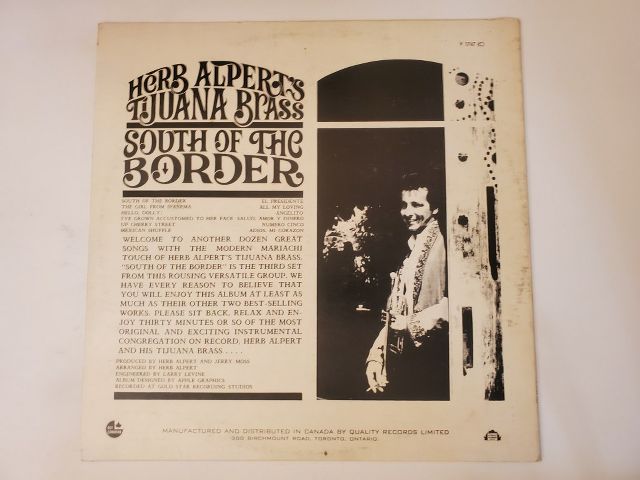 P 1747 (C)
HERB ALPERT'S
TIJUANA BRASS
SOUTH OF THE
BORDER
SOUTH OF THE BORDER EL PRESIDENTE
THE GIRL FROM IPANEMA ALL MY LOVING
HELLO, DOLLY! ANGELITO
I'VE GROWN ACCUSTOMED TO HER FACE SALUD, AMOR Y DINERO
UP CHERRY STREET NUMERO CINCO
MEXICAN SHUFFLE ADIOS, MI CORAZON
WELCOME TO ANOTHER DOZEN GREAT
SONGS WITH THE MODERN MARIACHI
TOUCH OF HERB ALPERT'S TIJUANA BRASS.
"SOUTH OF THE BORDER" IS THE THIRD SET
FROM THIS ROUSING VERSATILE GROUP. WE
HAVE EVERY REASON TO BELIEVE THAT
YOU WILL ENJOY THIS ALBUM AT LEAST AS
MUCH AS THEIR OTHER TWO BEST-SELLING
WORKS. PLEASE SIT BACK, RELAX AND EN-
JOY THIRTY MINUTES OR SO OF THE MOST
ORIGINAL AND EXCITING INSTRUMENTAL
CONGREGATION ON RECORD, HERB ALPERT
AND HIS TIJUANA BRASS . . . .
PRODUCED BY HERB ALPERT AND JERRY MOSS
ARRANGED BY HERB ALPERT
ENGINEERED BY LARRY LEVINE
ALBUM DESIGNED BY APPLE GRAPHICS
RECORDED AT GOLD STAR RECORDING STUDIOS
MANUFACTURED AND DISTRIBUTED IN CANADA BY QUALITY RECORDS LIMITED
380 BIRCHMOUNT ROAD, TORONTO, ONTARIO.